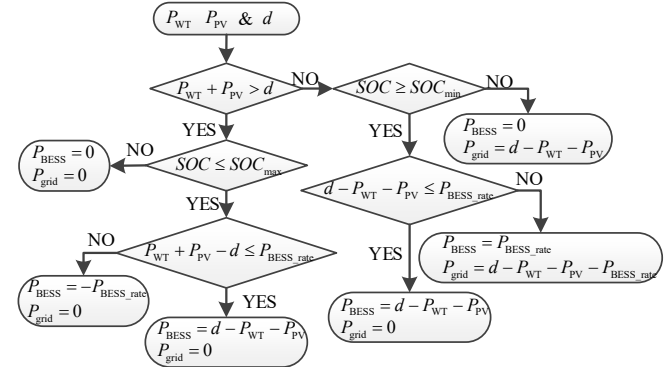 P_WT P_PV & d
P_WT + P_PV > d
NO
SOC ≥ SOC_min
NO
YES
YES
P_BESS = 0
P_grid = d − P_WT − P_PV
NO
P_BESS = 0
P_grid = 0
SOC ≤ SOC_max
d − P_WT − P_PV ≤ P_BESS_rate
NO
YES
NO
P_WT + P_PV − d ≤ P_BESS_rate
YES
P_BESS = P_BESS_rate
P_grid = d − P_WT − P_PV − P_BESS_rate
P_BESS = −P_BESS_rate
P_grid = 0
YES
P_BESS = d − P_WT − P_PV
P_grid = 0
P_BESS = d − P_WT − P_PV
P_grid = 0